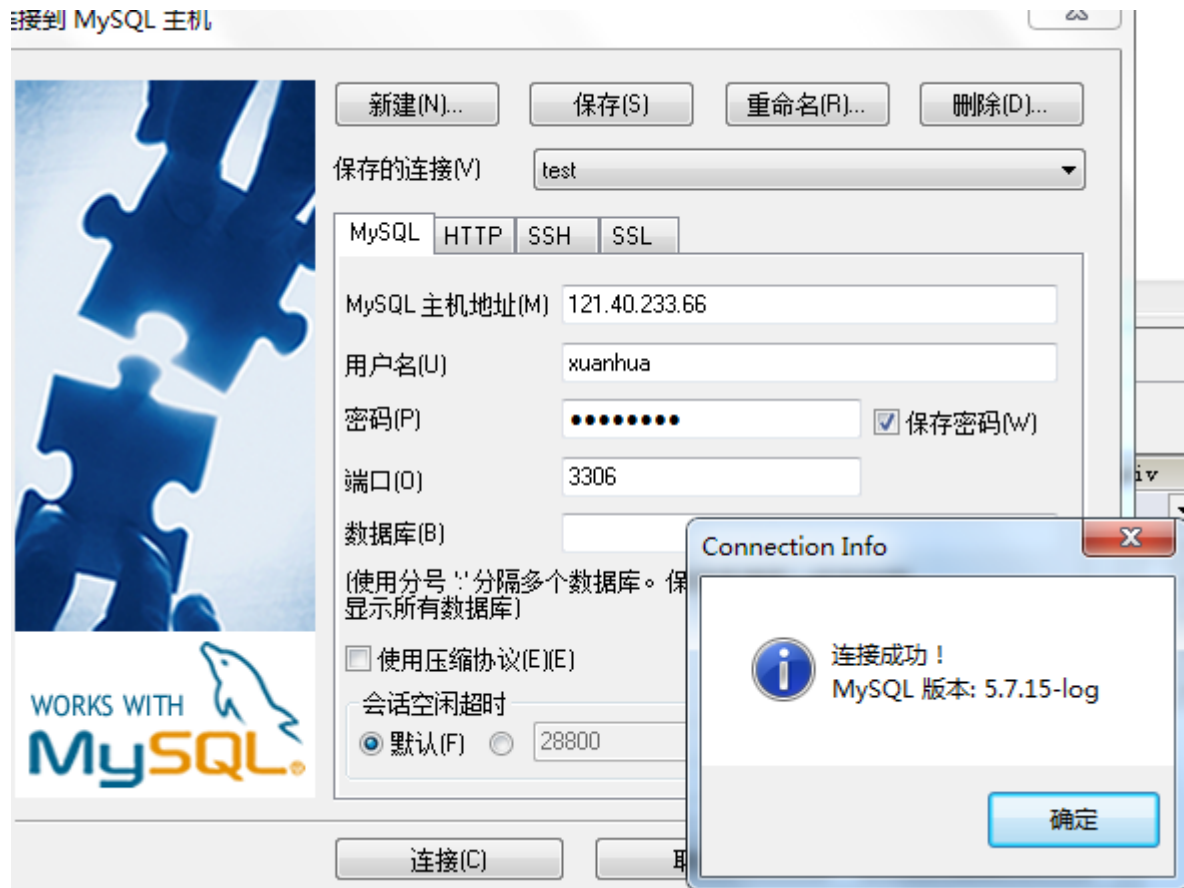 接到 MySQL 主机
新建(N)... 保存(S) 重命名(R)... 删除(D)...
保存的连接(V) test
MySQL HTTP SSH SSL
MySQL 主机地址(M) 121.40.233.66
用户名(U) xuanhua
密码(P) ●●●●●●●● 保存密码(W)
端口(O) 3306
数据库(B)
(使用分号 ';' 分隔多个数据库。保
显示所有数据库)
使用压缩协议(E)(E)
会话空闲超时
默认(F) 28800
连接(C)
WORKS WITH
MySQL
Connection Info
连接成功！
MySQL 版本: 5.7.15-log
确定
iv